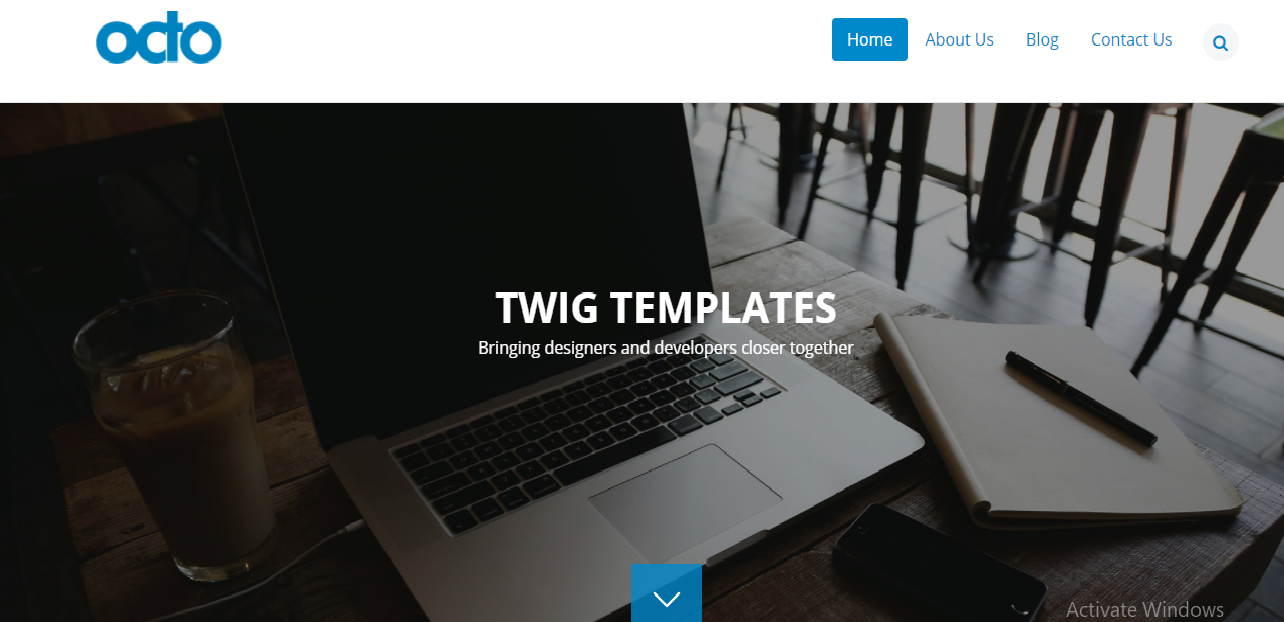 octo
Home
About Us
Blog
Contact Us
TWIG TEMPLATES
Bringing designers and developers closer together
Activate Windows